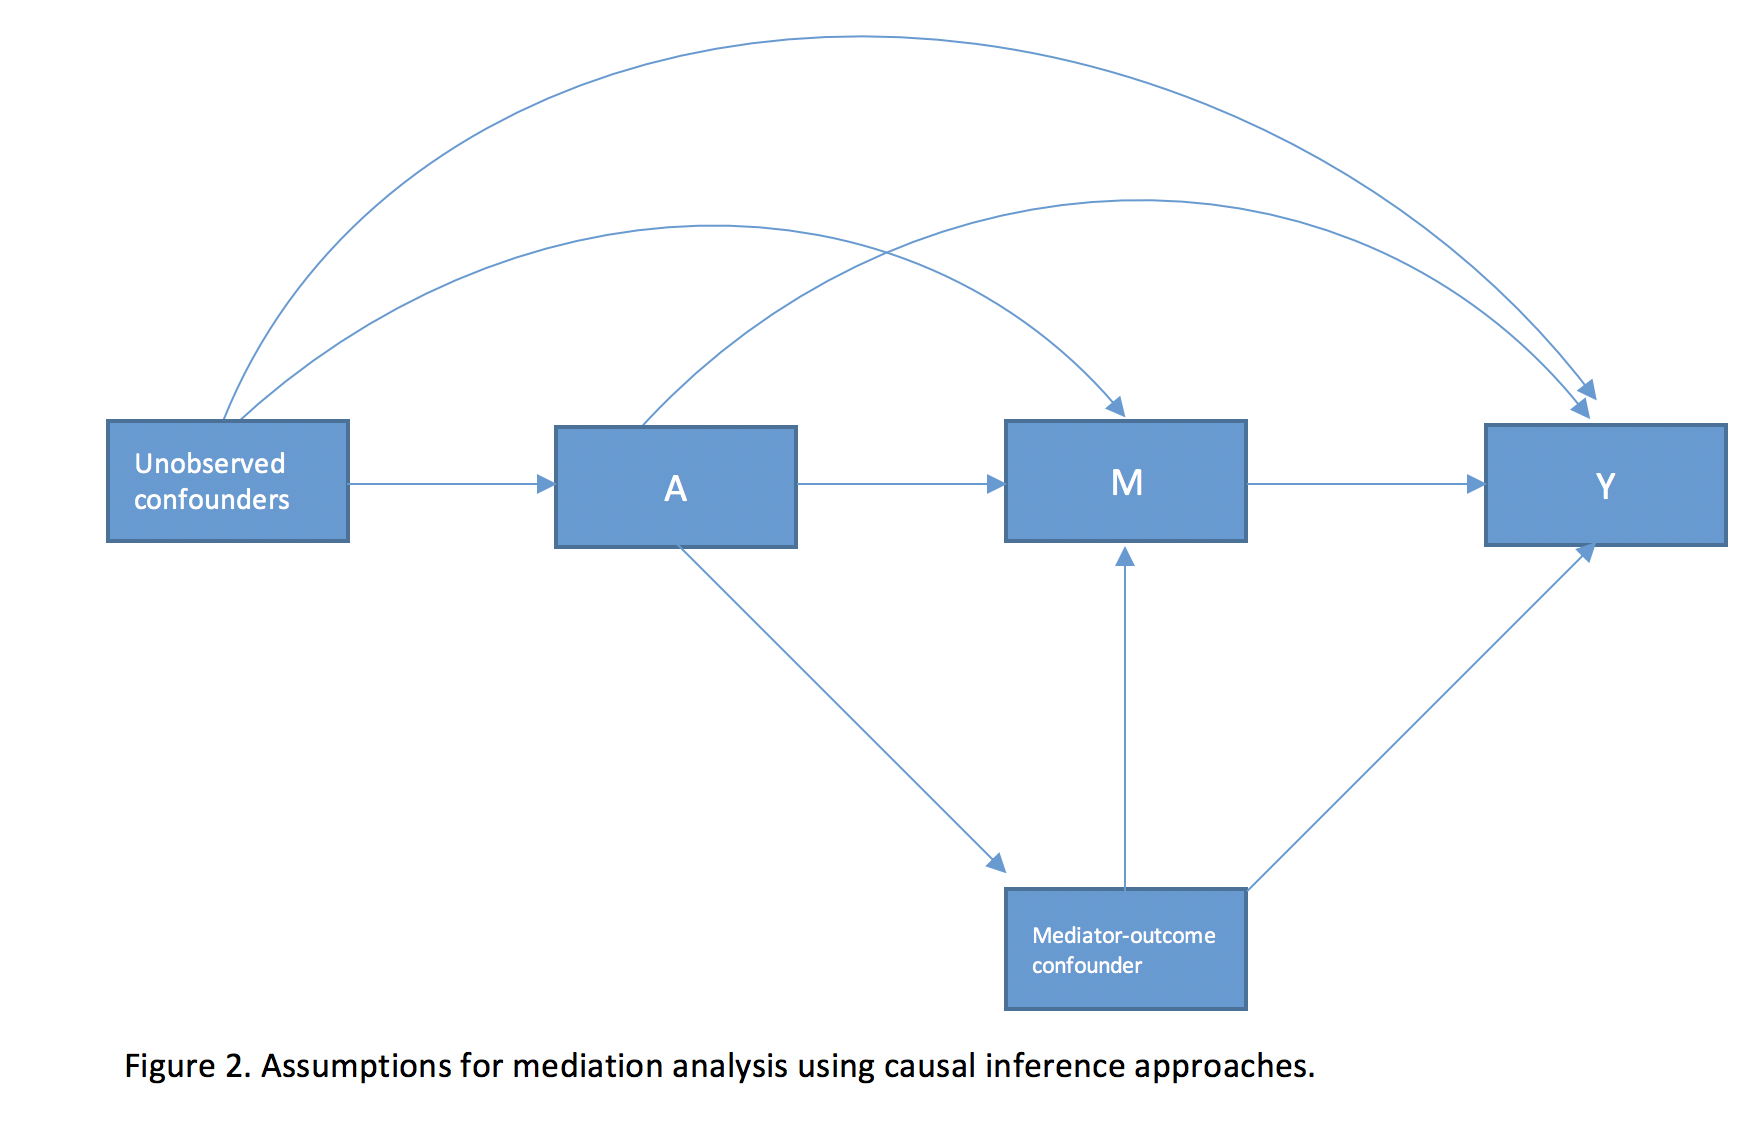 Unobserved
confounders
A
M
Y
Mediator-outcome
confounder
Figure 2. Assumptions for mediation analysis using causal inference approaches.